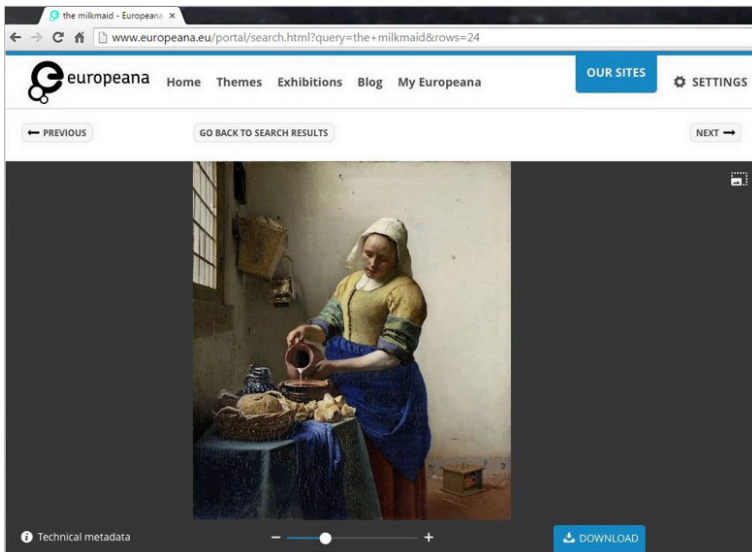 the milkmaid - Europeana
www.europeana.eu/portal/search.html?query=the+milkmaid&rows=24
europeana Home Themes Exhibitions Blog My Europeana OUR SITES SETTINGS
PREVIOUS GO BACK TO SEARCH RESULTS NEXT
Technical metadata DOWNLOAD